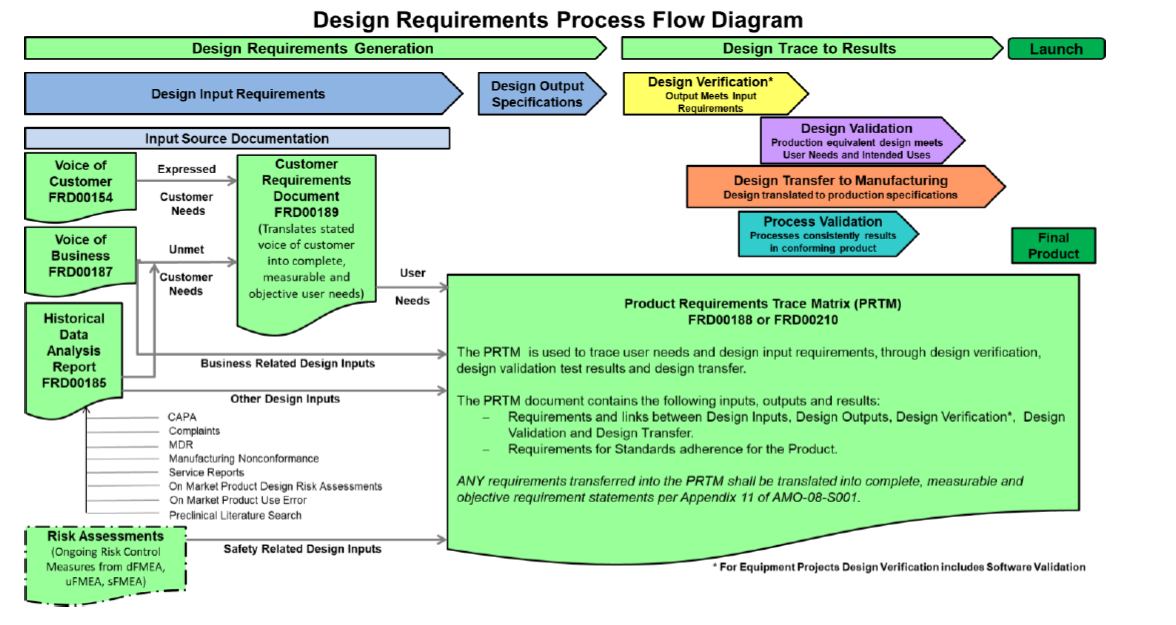 Design Requirements Process Flow Diagram
Design Requirements Generation
Design Trace to Results
Launch
Design Input Requirements
Design Output
Specifications
Design Verification*
Output Meets Input
Requirements
Design Validation
Production equivalent design meets
User Needs and Intended Uses
Design Transfer to Manufacturing
Design translated to production specifications
Process Validation
Processes consistently results
in conforming product
Final
Product
Input Source Documentation
Voice of
Customer
FRD00154
Expressed
Customer
Needs
Customer
Requirements
Document
FRD00189
(Translates stated
voice of customer
into complete,
measurable and
objective user needs)
Voice of
Business
FRD00187
Unmet
Customer
Needs
User
Needs
Historical
Data
Analysis
Report
FRD00185
Business Related Design Inputs
Other Design Inputs
CAPA
Complaints
MDR
Manufacturing Nonconformance
Service Reports
On Market Product Design Risk Assessments
On Market Product Use Error
Preclinical Literature Search
Risk Assessments
(Ongoing Risk Control
Measures from dFMEA,
uFMEA, sFMEA)
Safety Related Design Inputs
Product Requirements Trace Matrix (PRTM)
FRD00188 or FRD00210
The PRTM is used to trace user needs and design input requirements, through design verification,
design validation test results and design transfer.
The PRTM document contains the following inputs, outputs and results:
– Requirements and links between Design Inputs, Design Outputs, Design Verification*, Design
Validation and Design Transfer.
– Requirements for Standards adherence for the Product.
ANY requirements transferred into the PRTM shall be translated into complete, measurable and
objective requirement statements per Appendix 11 of AMO-08-S001.
* For Equipment Projects Design Verification includes Software Validation